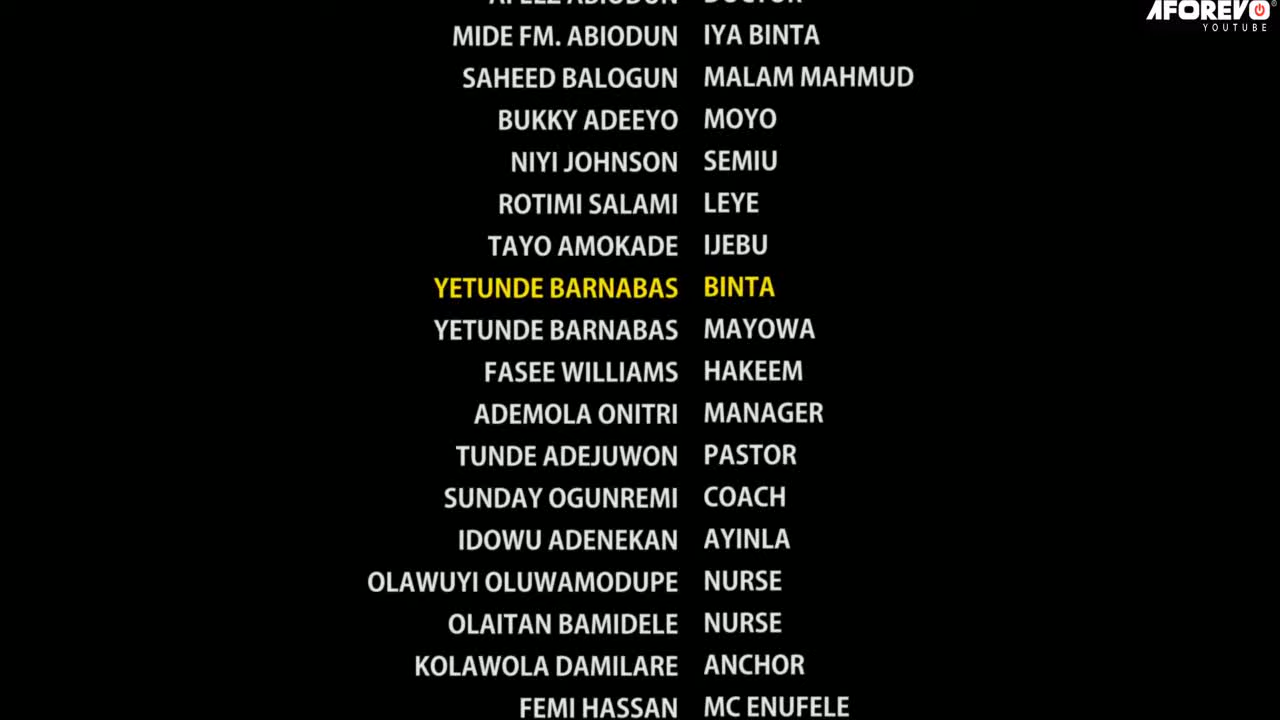 AFOREVO
YOUTUBE
AFEEZ ABIODUN DOCTOR
MIDE FM. ABIODUN IYA BINTA
SAHEED BALOGUN MALAM MAHMUD
BUKKY ADEEYO MOYO
NIYI JOHNSON SEMIU
ROTIMI SALAMI LEYE
TAYO AMOKADE IJEBU
YETUNDE BARNABAS BINTA
YETUNDE BARNABAS MAYOWA
FASEE WILLIAMS HAKEEM
ADEMOLA ONITRI MANAGER
TUNDE ADEJUWON PASTOR
SUNDAY OGUNREMI COACH
IDOWU ADENEKAN AYINLA
OLAWUYI OLUWAMODUPE NURSE
OLAITAN BAMIDELE NURSE
KOLAWOLA DAMILARE ANCHOR
FEMI HASSAN MC ENUFELE